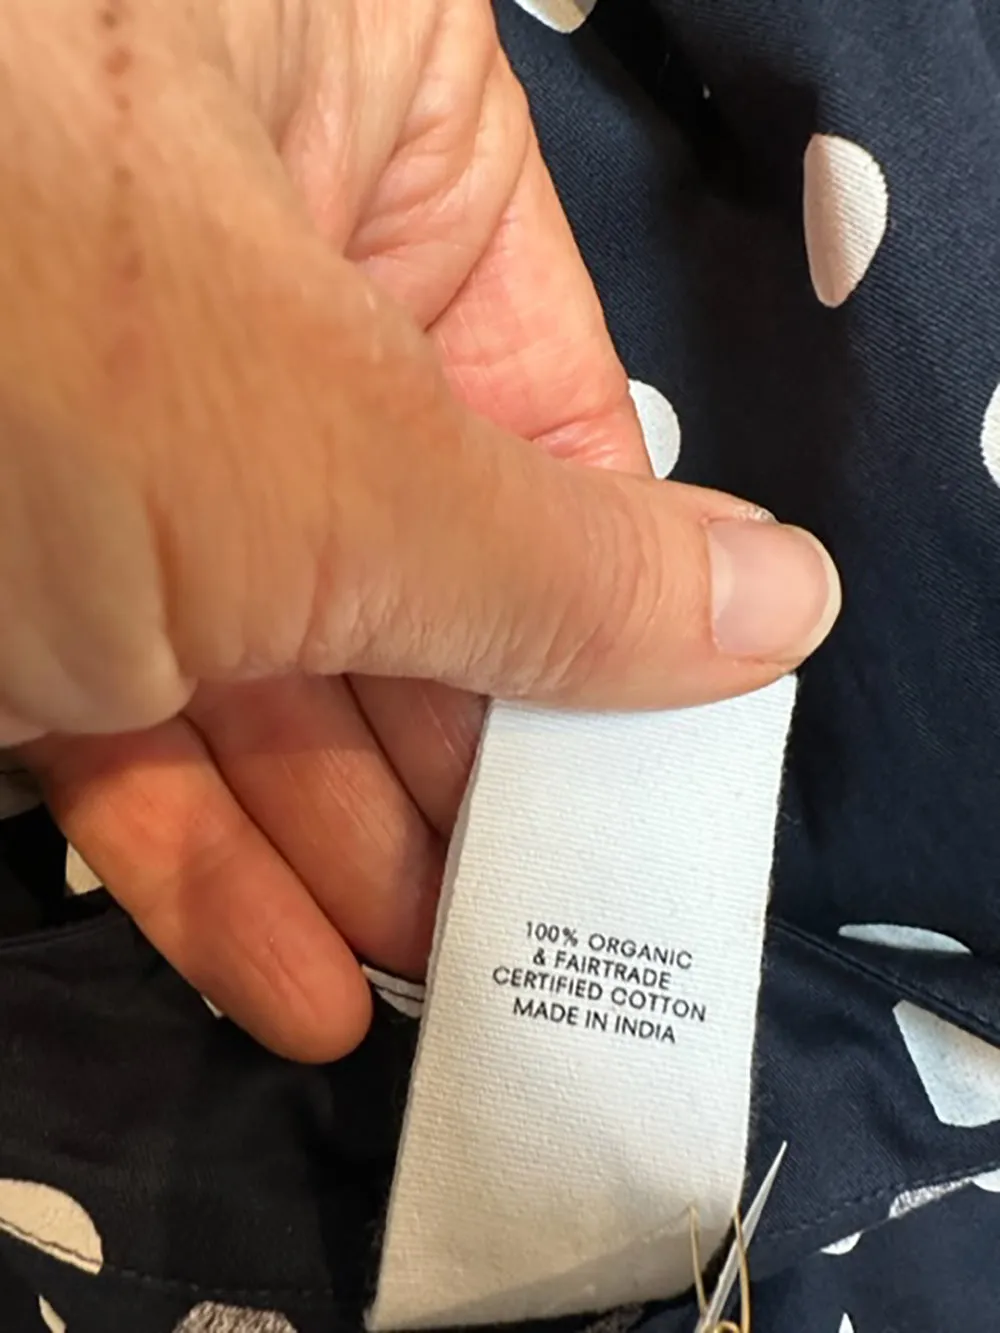 100% ORGANIC
& FAIRTRADE
CERTIFIED COTTON
MADE IN INDIA